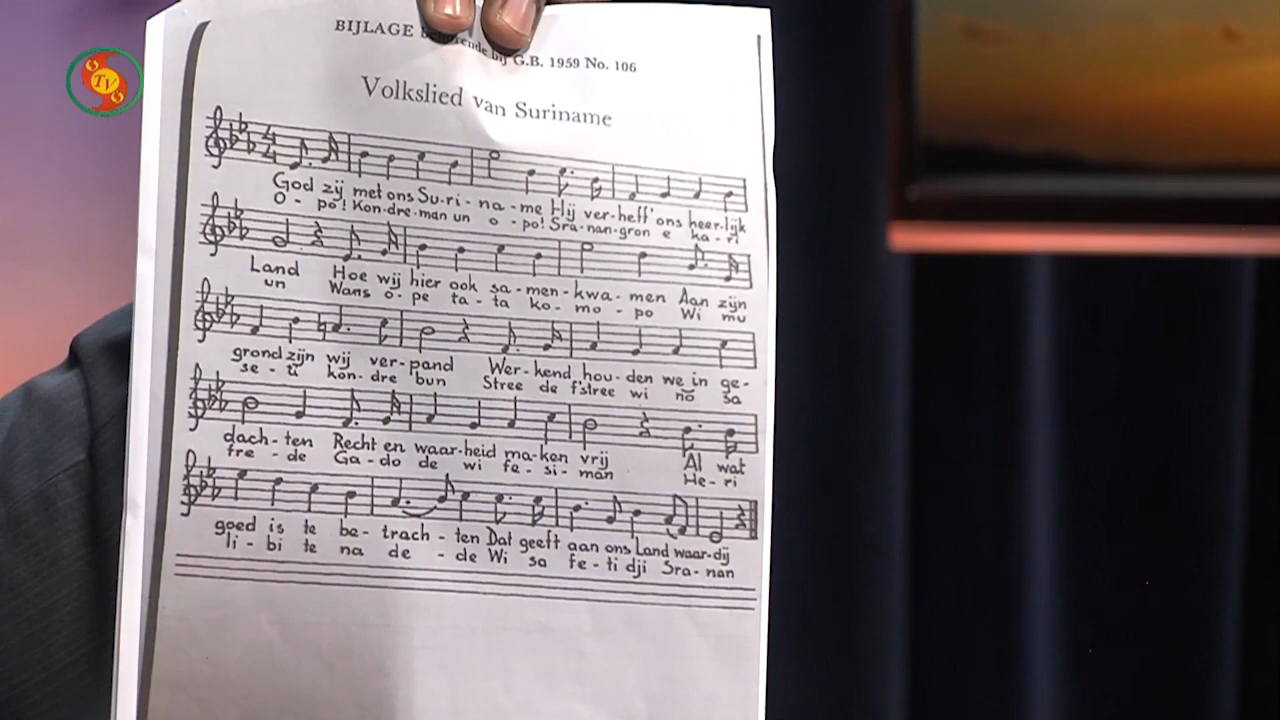 STVS
BIJLAGE behorende bij G.B. 1959 No. 106
Volkslied van Suriname
God zij met ons Su-ri-na-me Hij ver-heff' ons heer-lijk
O-po! Kon-dre-man un o-po! Sra-nan-gron e ka-ri
Land Hoe wij hier ook sa-men-kwa-men Aan zijn
un Wans o-pe ta-ta ko-mo-po Wi mu
grond zijn wij ver-pand Wer-kend hou-den we in ge-
se-ti kon-dre bun Stree de f'stree wi no sa
dach-ten Recht en waar-heid ma-ken vrij Al wat
fre-de Ga-do de wi fe-si-man He-ri
goed is te be-trach-ten Dat geeft aan ons Land waar-dij
li-bi te na de-de Wi sa fe-ti dji Sra-nan